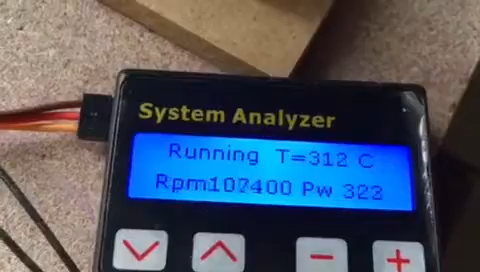 System Analyzer
Running T=312 C
Rpm107400 Pw 323
− +